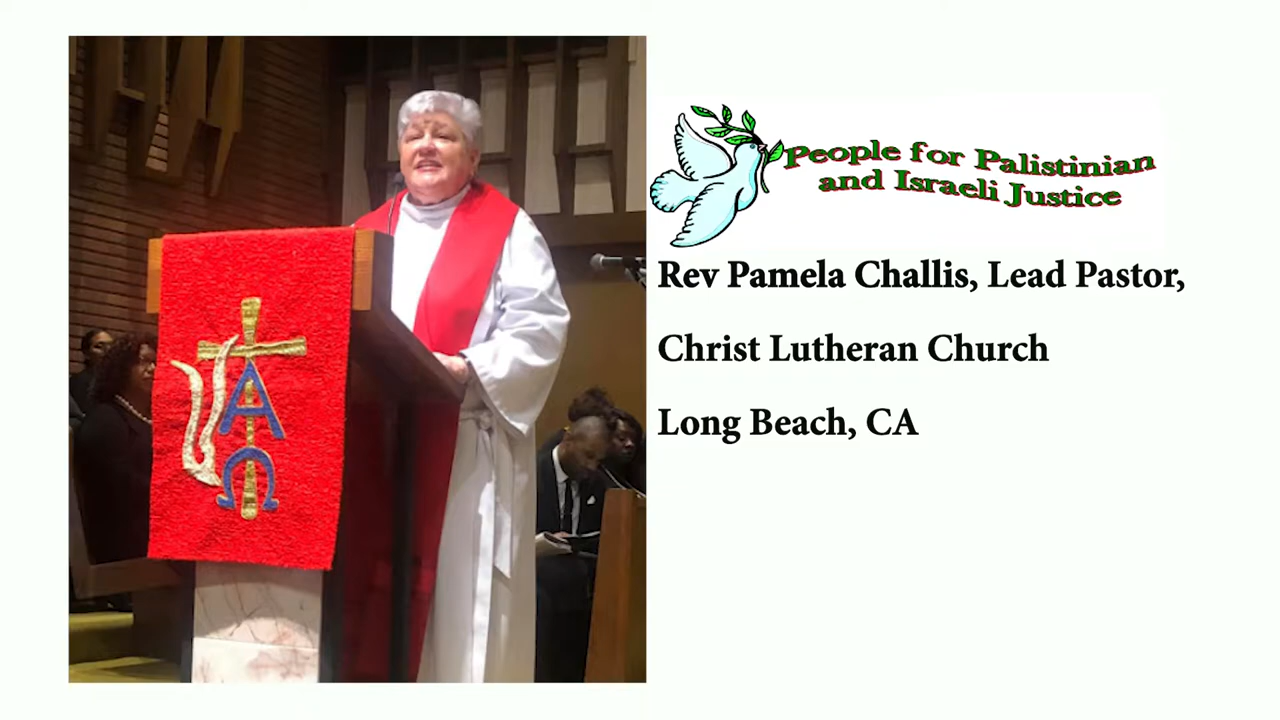 People for Palistinian
and Israeli Justice
Rev Pamela Challis, Lead Pastor,
Christ Lutheran Church
Long Beach, CA
Α
Ω